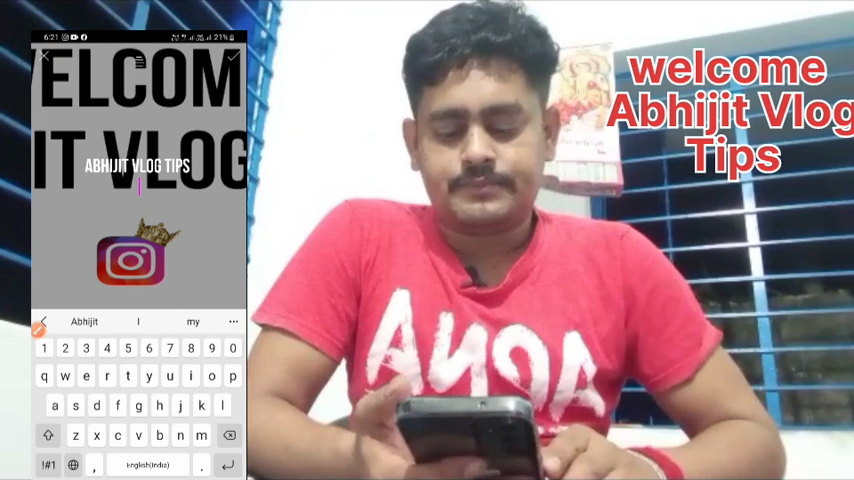 6:21
21%
ELCOM
IT VLOG
ABHIJIT VLOG TIPS
Abhijit I my ...
1 2 3 4 5 6 7 8 9 0
q w e r t y u i o p
a s d f g h j k l
z x c v b n m
!#1 , English(India) .
welcome
Abhijit Vlog
Tips